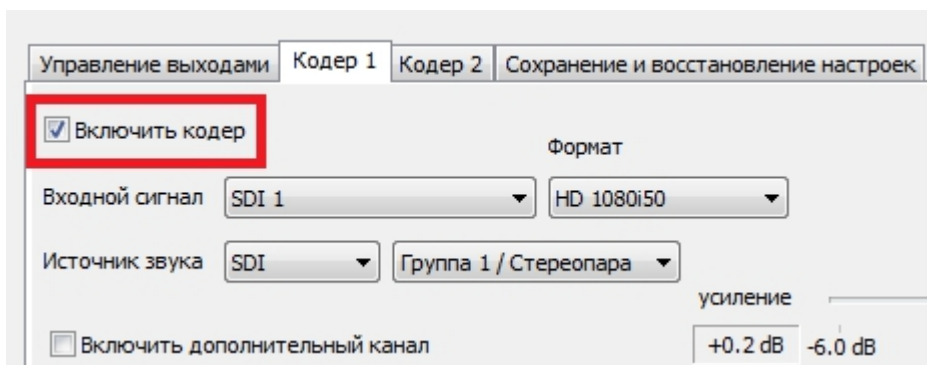 Управление выходами Кодер 1 Кодер 2 Сохранение и восстановление настроек
Включить кодер
Формат
Входной сигнал SDI 1 HD 1080i50
Источник звука SDI Группа 1 / Стереопара
усиление
Включить дополнительный канал +0.2 dB -6.0 dB